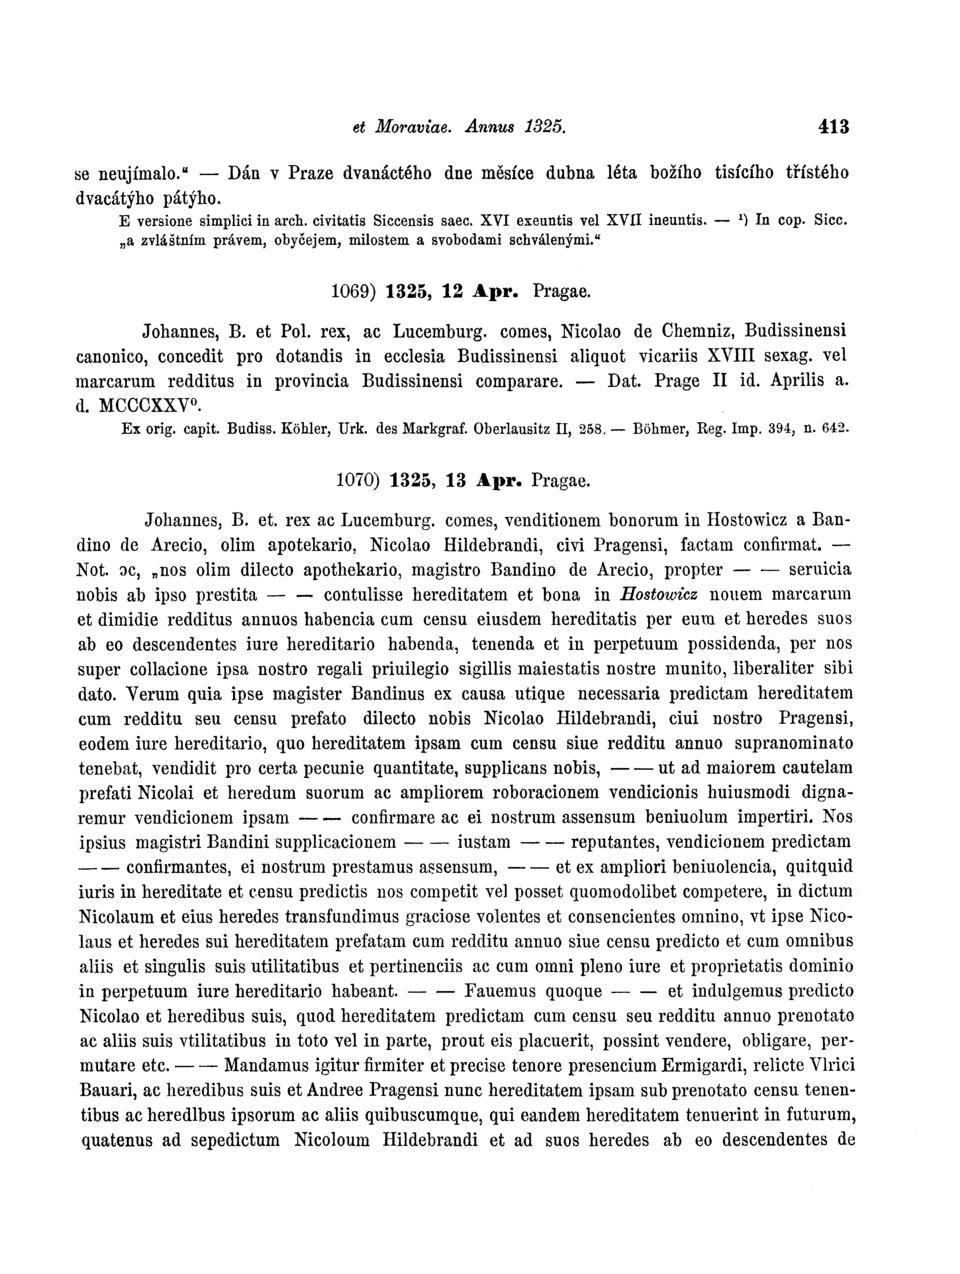 et Moraviae. Annus 1325. 413
se neujímalo.“ — Dán v Praze dvanáctého dne měsíce dubna léta božího tisícího třístého
dvacátýho pátýho.
E versione simplici in arch. civitatis Siccensis saec. XVI exeuntis vel XVII ineuntis. — ¹) In cop. Sicc.
„a zvláštním právem, obyčejem, milostem a svobodami schválenými.“
1069) 1325, 12 Apr. Pragae.
Johannes, B. et Pol. rex, ac Lucemburg. comes, Nicolao de Chemniz, Budissinensi
canonico, concedit pro dotandis in ecclesia Budissinensi aliquot vicariis XVIII sexag. vel
marcarum redditus in provincia Budissinensi comparare. — Dat. Prage II id. Aprilis a.
d. MCCCXXV⁰.
Ex orig. capit. Budiss. Köhler, Urk. des Markgraf. Oberlausitz II, 258. — Böhmer, Reg. Imp. 394, n. 642.
1070) 1325, 13 Apr. Pragae.
Johannes, B. et. rex ac Lucemburg. comes, venditionem bonorum in Hostowicz a Ban-
dino de Arecio, olim apotekario, Nicolao Hildebrandi, civi Pragensi, factam confirmat. —
Not. ɔc, „nos olim dilecto apothekario, magistro Bandino de Arecio, propter — — seruicia
nobis ab ipso prestita — — contulisse hereditatem et bona in Hostowicz nouem marcarum
et dimidie redditus annuos habencia cum censu eiusdem hereditatis per eum et heredes suos
ab eo descendentes iure hereditario habenda, tenenda et in perpetuum possidenda, per nos
super collacione ipsa nostro regali priuilegio sigillis maiestatis nostre munito, liberaliter sibi
dato. Verum quia ipse magister Bandinus ex causa utique necessaria predictam hereditatem
cum redditu seu censu prefato dilecto nobis Nicolao Hildebrandi, ciui nostro Pragensi,
eodem iure hereditario, quo hereditatem ipsam cum censu siue redditu annuo supranominato
tenebat, vendidit pro certa pecunie quantitate, supplicans nobis, — — ut ad maiorem cautelam
prefati Nicolai et heredum suorum ac ampliorem roboracionem vendicionis huiusmodi digna-
remur vendicionem ipsam — — confirmare ac ei nostrum assensum beniuolum impertiri. Nos
ipsius magistri Bandini supplicacionem — — iustam — — reputantes, vendicionem predictam
— — confirmantes, ei nostrum prestamus assensum, — — et ex ampliori beniuolencia, quitquid
iuris in hereditate et censu predictis nos competit vel posset quomodolibet competere, in dictum
Nicolaum et eius heredes transfundimus graciose volentes et consencientes omnino, vt ipse Nico-
laus et heredes sui hereditatem prefatam cum redditu annuo siue censu predicto et cum omnibus
aliis et singulis suis utilitatibus et pertinenciis ac cum omni pleno iure et proprietatis dominio
in perpetuum iure hereditario habeant. — — Fauemus quoque — — et indulgemus predicto
Nicolao et heredibus suis, quod hereditatem predictam cum censu seu redditu annuo prenotato
ac aliis suis vtilitatibus in toto vel in parte, prout eis placuerit, possint vendere, obligare, per-
mutare etc. — — Mandamus igitur firmiter et precise tenore presencium Ermigardi, relicte Vlrici
Bauari, ac heredibus suis et Andree Pragensi nunc hereditatem ipsam sub prenotato censu tenen-
tibus ac heredlbus ipsorum ac aliis quibuscumque, qui eandem hereditatem tenuerint in futurum,
quatenus ad sepedictum Nicoloum Hildebrandi et ad suos heredes ab eo descendentes de